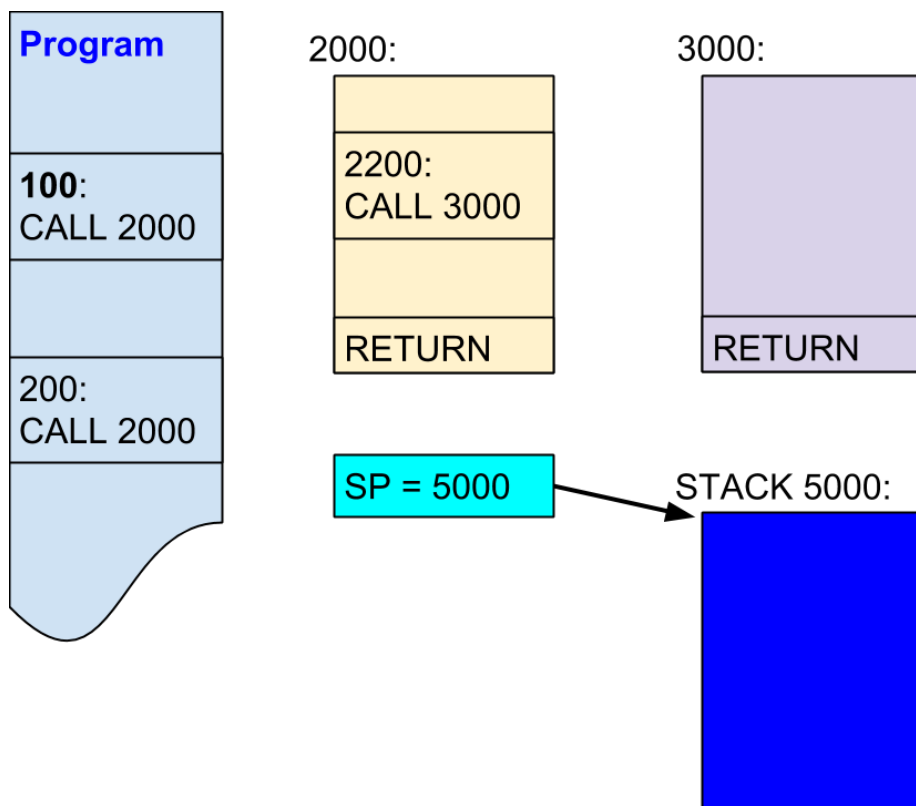 Program
100:
CALL 2000
200:
CALL 2000
2000:
2200:
CALL 3000
RETURN
3000:
RETURN
SP = 5000
STACK 5000: